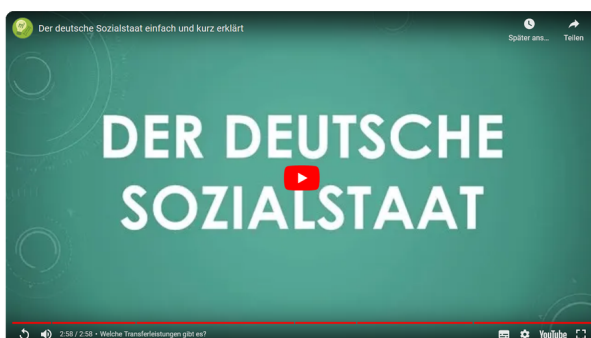 Der deutsche Sozialstaat einfach und kurz erklärt
Später ans...
Teilen
DER DEUTSCHE
SOZIALSTAAT
2:58 / 2:58 • Welche Transferleistungen gibt es?
YouTube